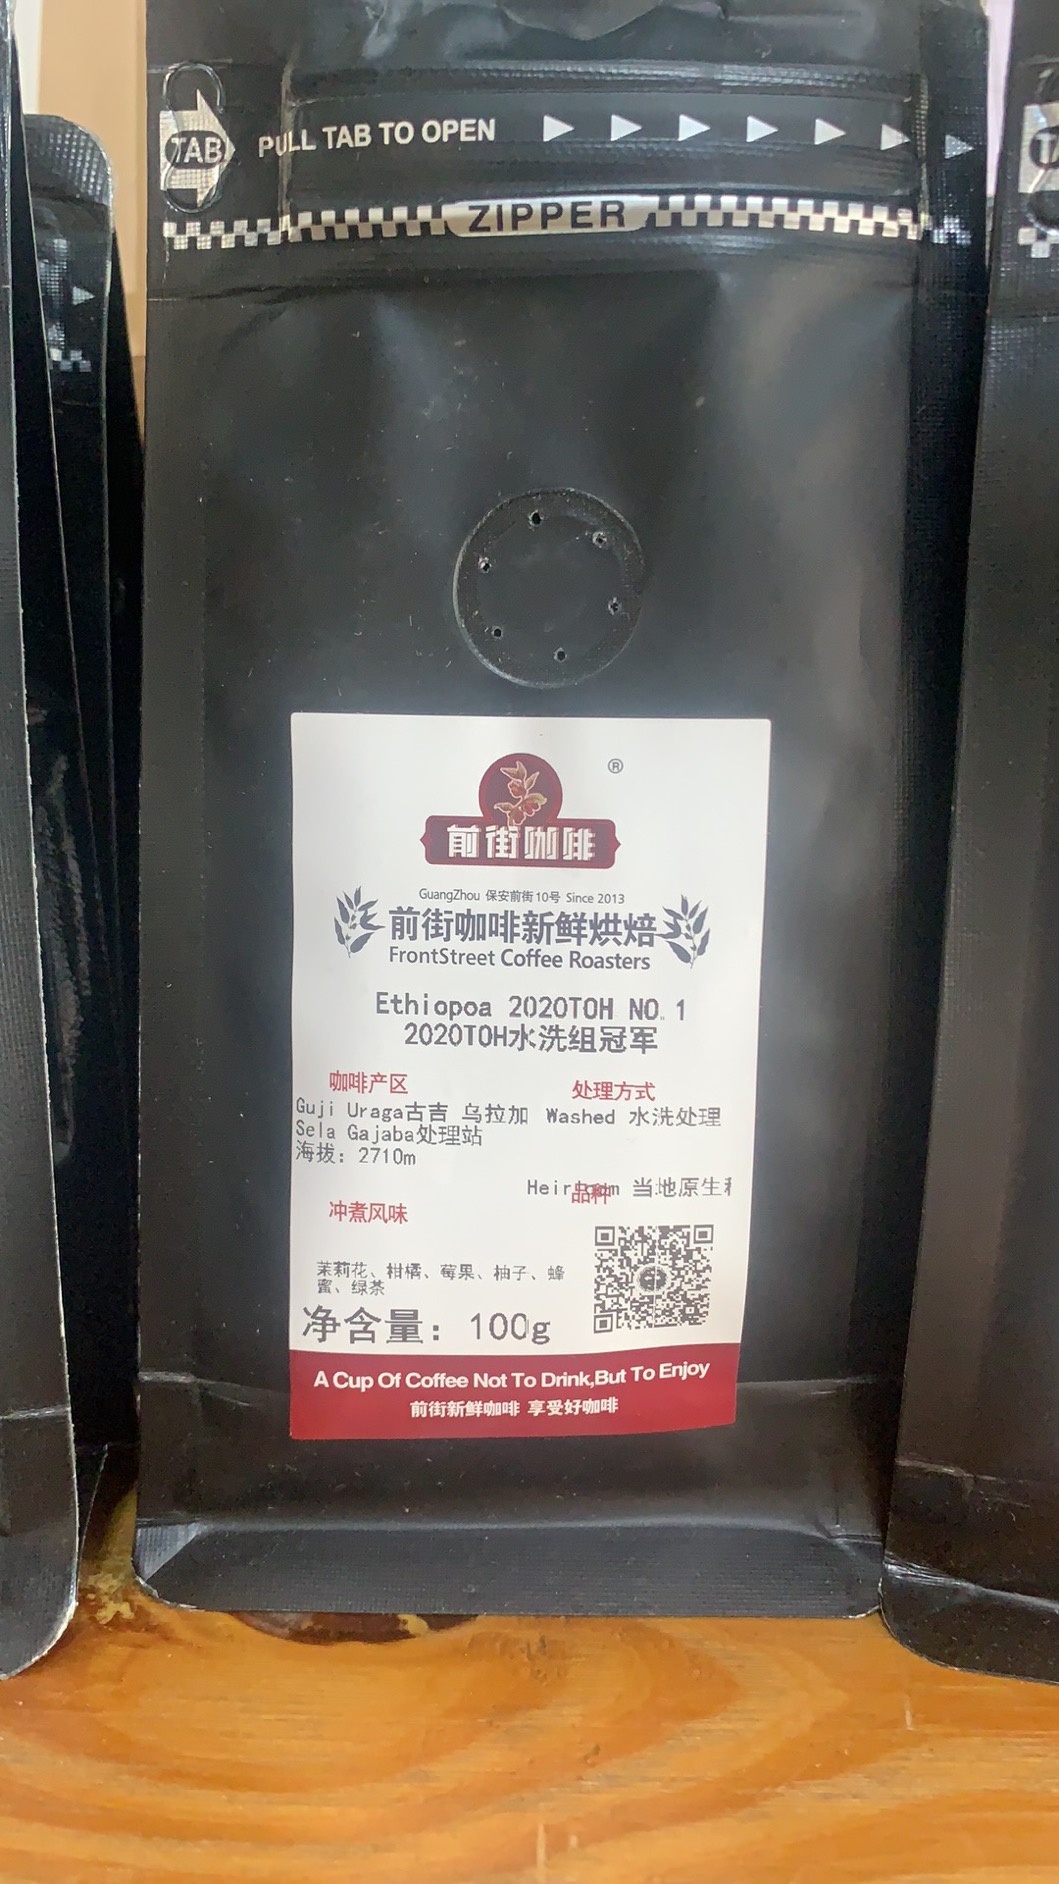 TAB
PULL TAB TO OPEN
ZIPPER
®
前街咖啡
GuangZhou 保安前街10号 Since 2013
前街咖啡新鲜烘焙
FrontStreet Coffee Roasters
Ethiopoa 2020TOH NO.1
2020TOH水洗组冠军
咖啡产区
处理方式
Guji Uraga古吉 乌拉加
Washed 水洗处理
Sela Gajaba处理站
海拔：2710m
品种
当地原生
冲煮风味
茉莉花、柑橘、莓果、柚子、蜂
蜜、绿茶
净含量：100g
A Cup Of Coffee Not To Drink,But To Enjoy
前街新鲜咖啡 享受好咖啡